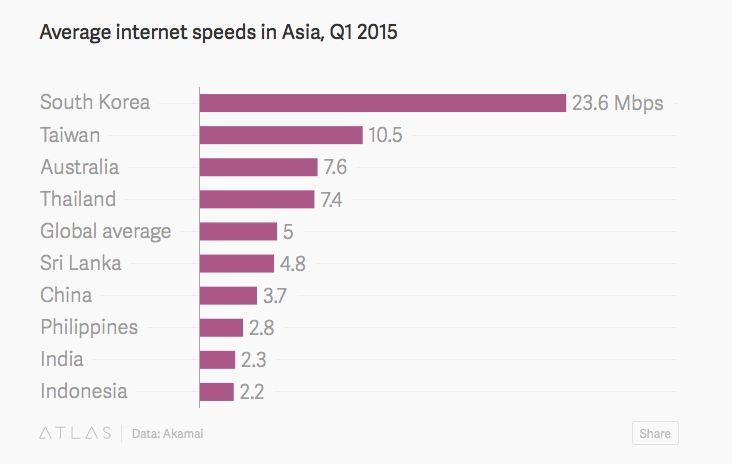 Average internet speeds in Asia, Q1 2015
South Korea 23.6 Mbps
Taiwan 10.5
Australia 7.6
Thailand 7.4
Global average 5
Sri Lanka 4.8
China 3.7
Philippines 2.8
India 2.3
Indonesia 2.2
ATLAS Data: Akamai Share